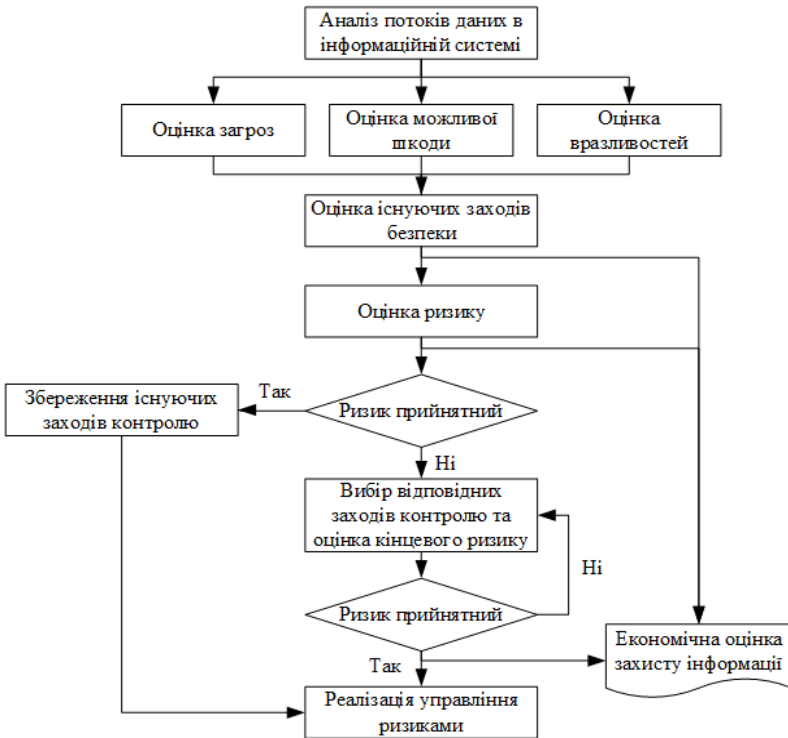 Аналіз потоків даних в
інформаційній системі
Оцінка загроз
Оцінка можливої
шкоди
Оцінка
вразливостей
Оцінка існуючих заходів
безпеки
Оцінка ризику
Збереження існуючих
заходів контролю
Так
Ризик прийнятний
Ні
Вибір відповідних
заходів контролю та
оцінка кінцевого ризику
Ні
Ризик прийнятний
Економічна оцінка
захисту інформації
Так
Реалізація управління
ризиками